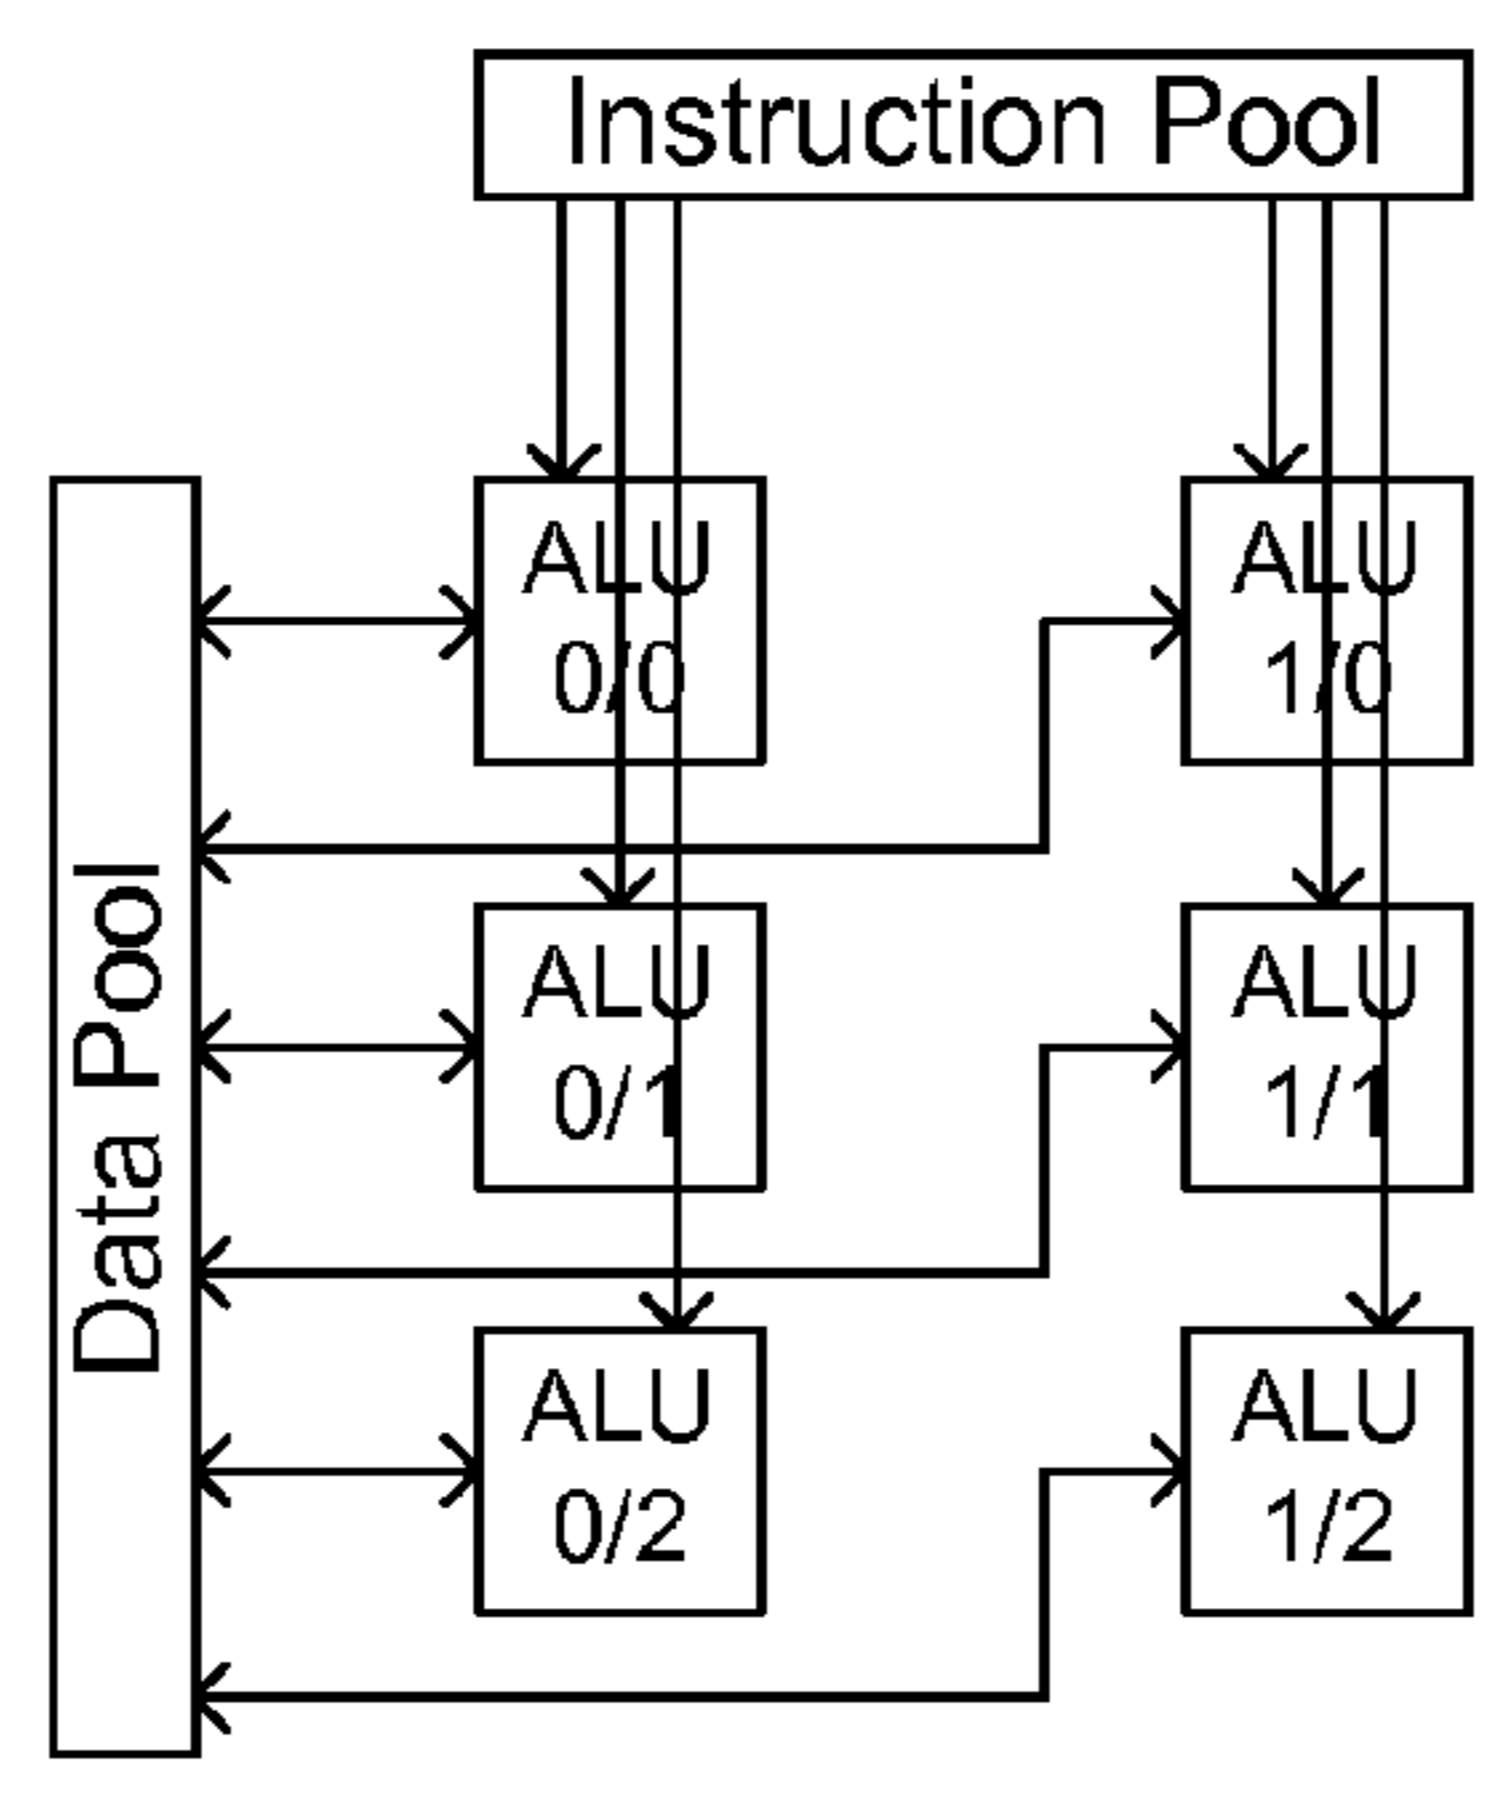 Instruction Pool
ALU
0/0
ALU
1/0
Data Pool
ALU
0/1
ALU
1/1
ALU
0/2
ALU
1/2